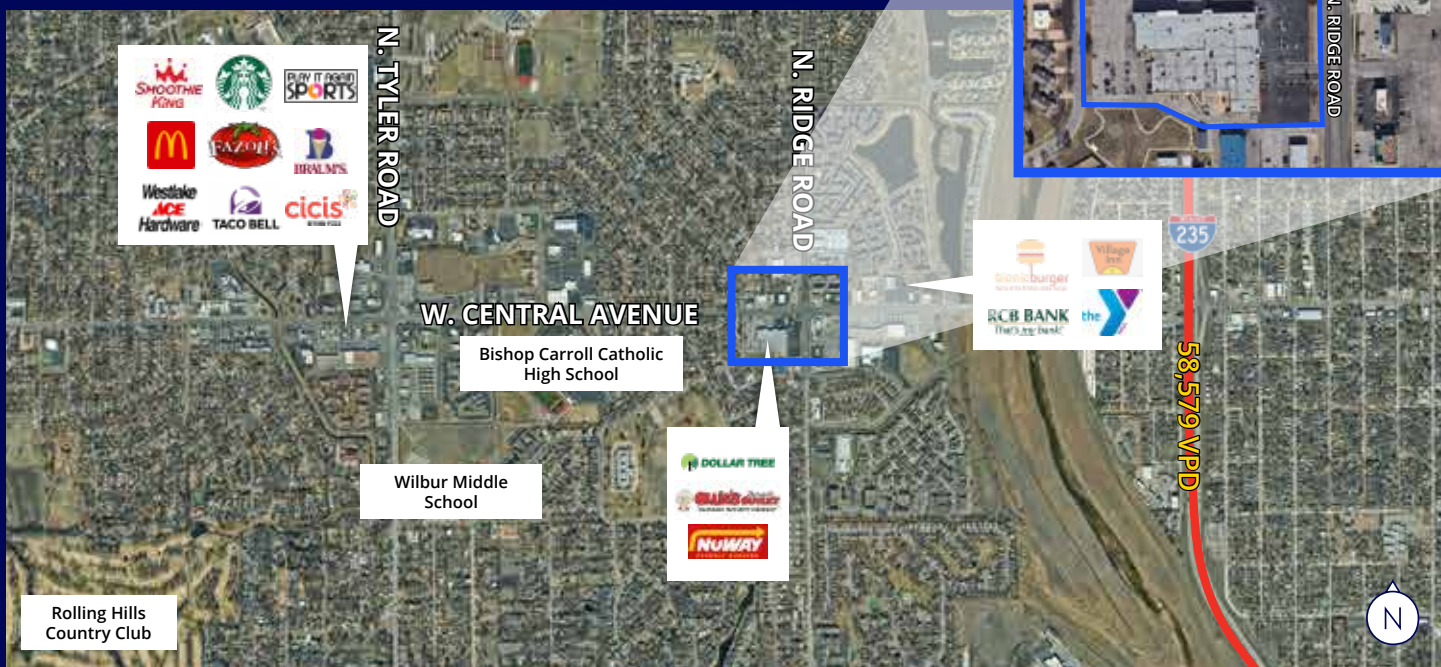 N. TYLER ROAD
N. RIDGE ROAD
N. RIDGE ROAD
SMOOTHIE
KING
PLAY IT AGAIN
SPORTS
FAZOLI'S
BRAUM'S
Westlake
ACE
Hardware
TACO BELL
cicis
235
bionicburger
Village
Inn
RCB BANK
That's my bank!
the
Y
W. CENTRAL AVENUE
Bishop Carroll Catholic
High School
58,579 VPD
DOLLAR TREE
OLLIE'S
OUTLET
NUWAY
Wilbur Middle
School
Rolling Hills
Country Club
N